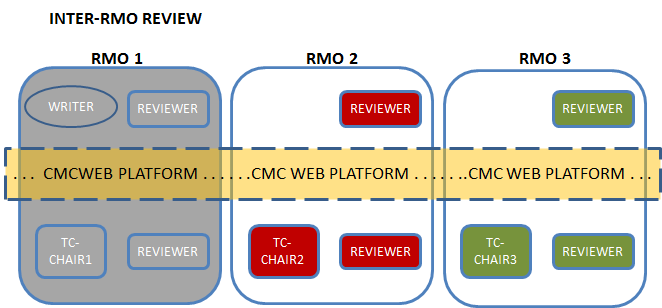 INTER-RMO REVIEW
RMO 1 RMO 2 RMO 3
WRITER REVIEWER REVIEWER REVIEWER
... CMCWEB PLATFORM ......CMC WEB PLATFORM .......CMC WEB PLATFORM ...
TC-
CHAIR1
REVIEWER
TC-
CHAIR2
REVIEWER
TC-
CHAIR3
REVIEWER